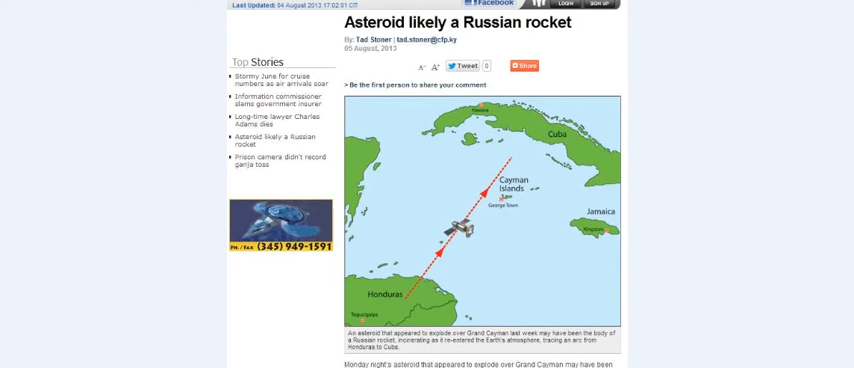 Last Updated: 04 August 2013 17:02:01 CIT
Facebook
LOGIN
SIGN UP
Asteroid likely a Russian rocket
By: Tad Stoner | tad.stoner@cfp.ky
05 August, 2013
A- A+ Tweet 0 Share
> Be the first person to share your comment
Top Stories
Stormy June for cruise
numbers as air arrivals soar
Information commissioner
slams government insurer
Long-time lawyer Charles
Adams dies
Asteroid likely a Russian
rocket
Prison camera didn't record
ganja toss
PH. / FAX (345) 949-1591
Havana
Cuba
Cayman
Islands
George Town
Jamaica
Kingston
Honduras
Tegucigalpa
An asteroid that appeared to explode over Grand Cayman last week may have been the body of
a Russian rocket, incinerating as it re-entered the Earth's atmosphere, tracing an arc from
Honduras to Cuba.
Monday night's asteroid that appeared to explode over Grand Cayman may have been